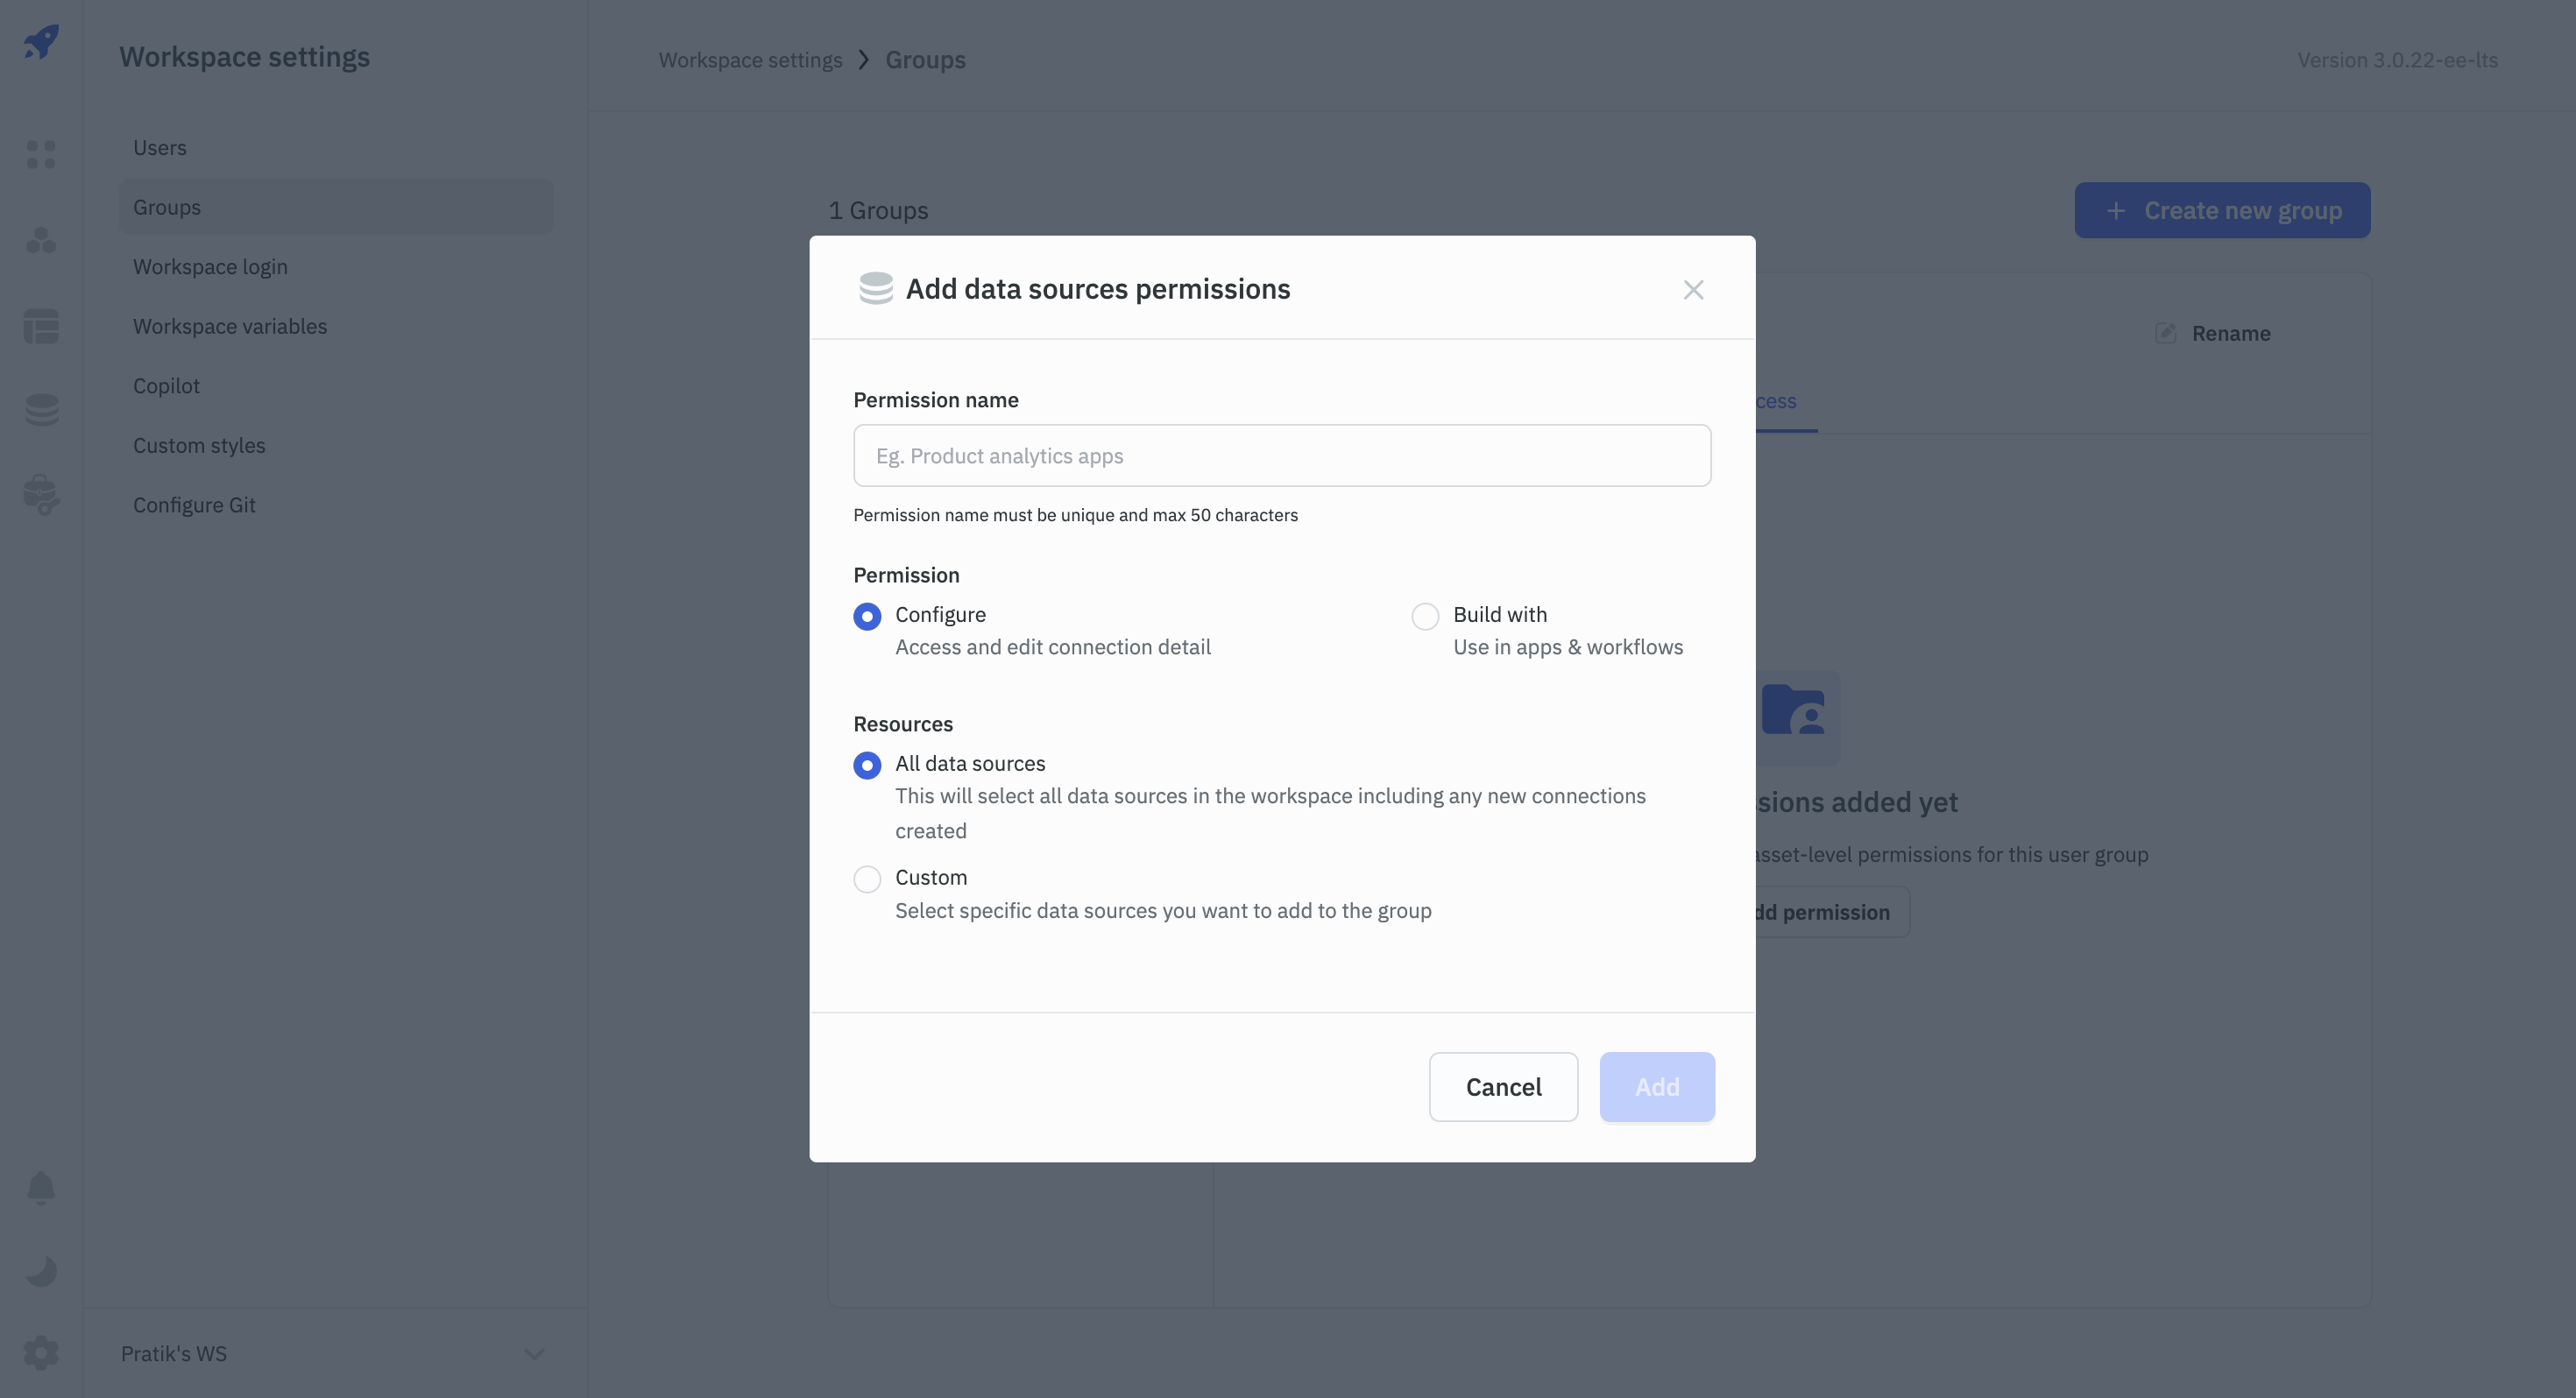 Workspace settings
Users
Groups
Workspace login
Workspace variables
Copilot
Custom styles
Configure Git
Pratik's WS
Workspace settings > Groups
Version 3.0.22-ee-lts
1 Groups
+ Create new group
Rename
Add data sources permissions
Permission name
Eg. Product analytics apps
Permission name must be unique and max 50 characters
Permission
Configure
Access and edit connection detail
Build with
Use in apps & workflows
Resources
All data sources
This will select all data sources in the workspace including any new connections
created
Custom
Select specific data sources you want to add to the group
Cancel
Add
added yet
asset-level permissions for this user group
permission